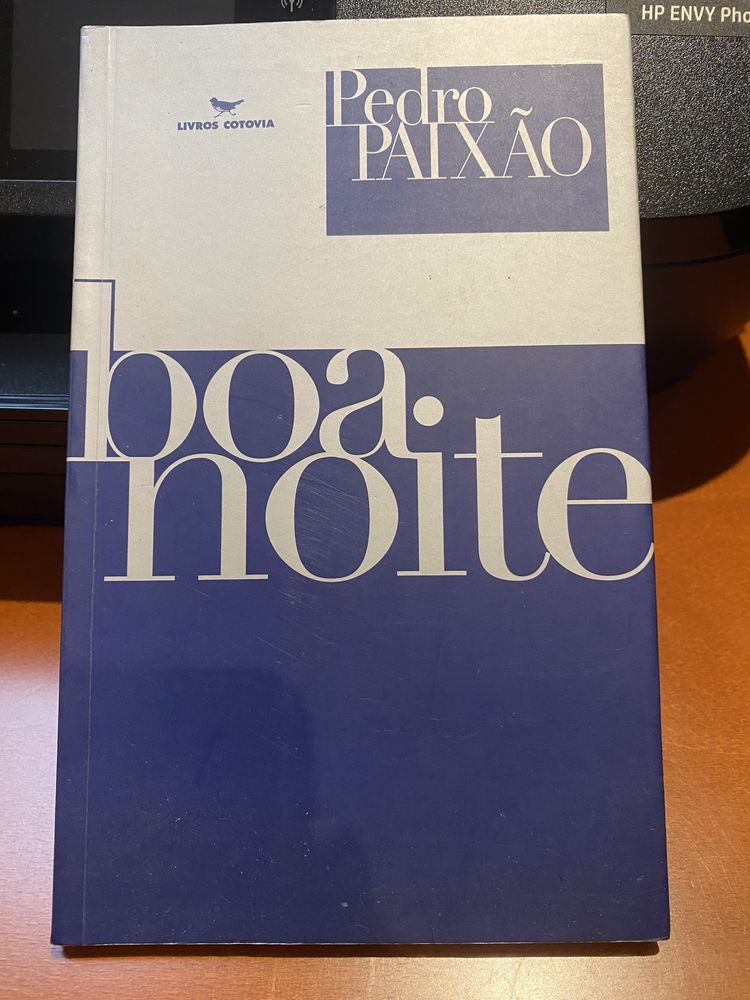 HP ENVY Pho
LIVROS COTOVIA
Pedro
PAIXÃO
boa
noite